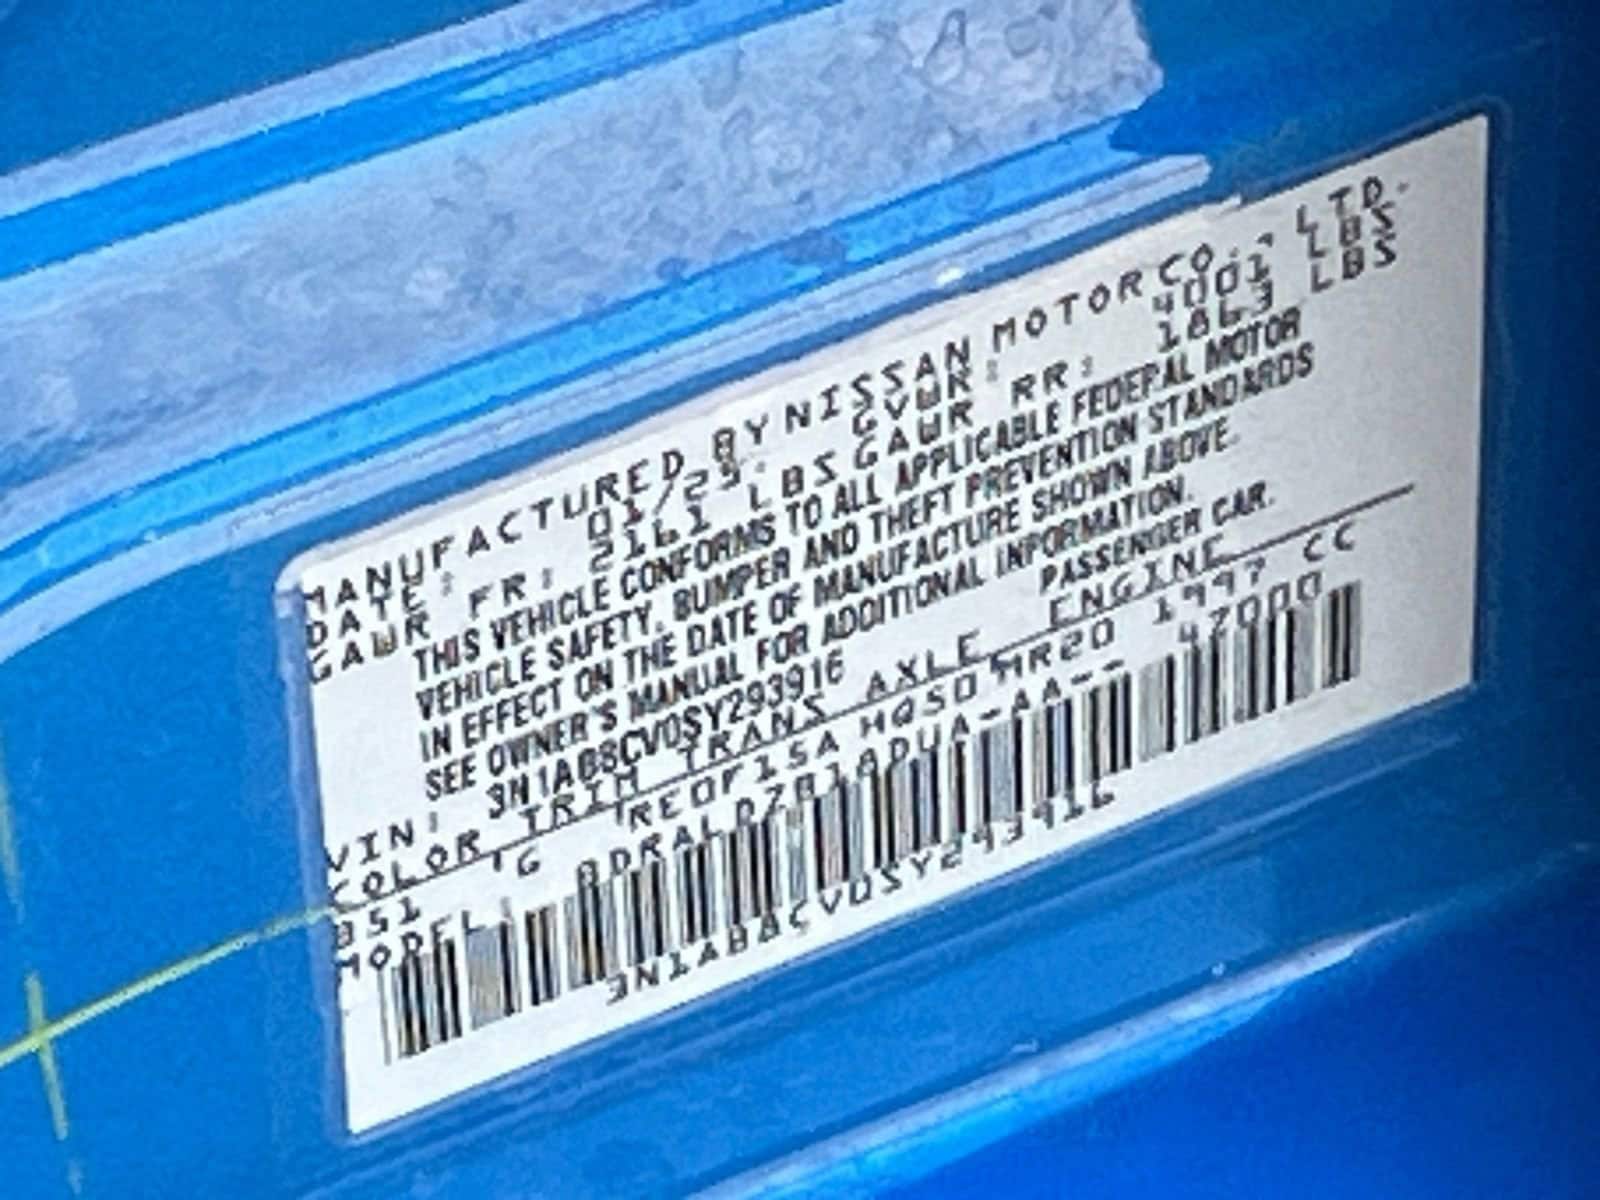 MANUFACTURED BY NISSAN MOTOR CO., LTD.
DATE: 01/25. GVWR: 4001 LBS
GAWR FR: 2161 LBS GAWR RR: 1863 LBS
THIS VEHICLE CONFORMS TO ALL APPLICABLE FEDERAL MOTOR
VEHICLE SAFETY, BUMPER AND THEFT PREVENTION STANDARDS
IN EFFECT ON THE DATE OF MANUFACTURE SHOWN ABOVE.
SEE OWNER'S MANUAL FOR ADDITIONAL INFORMATION.
VIN: 3N1AB8CV0SY293916 PASSENGER CAR.
COLOR TRIM TRANS AXLE ENGINE
G RE0F15A HQ50 MR20 1997 CC
MODEL: BDRALDZB18DUA-AA-- 47000
3N1AB8CV0SY293916